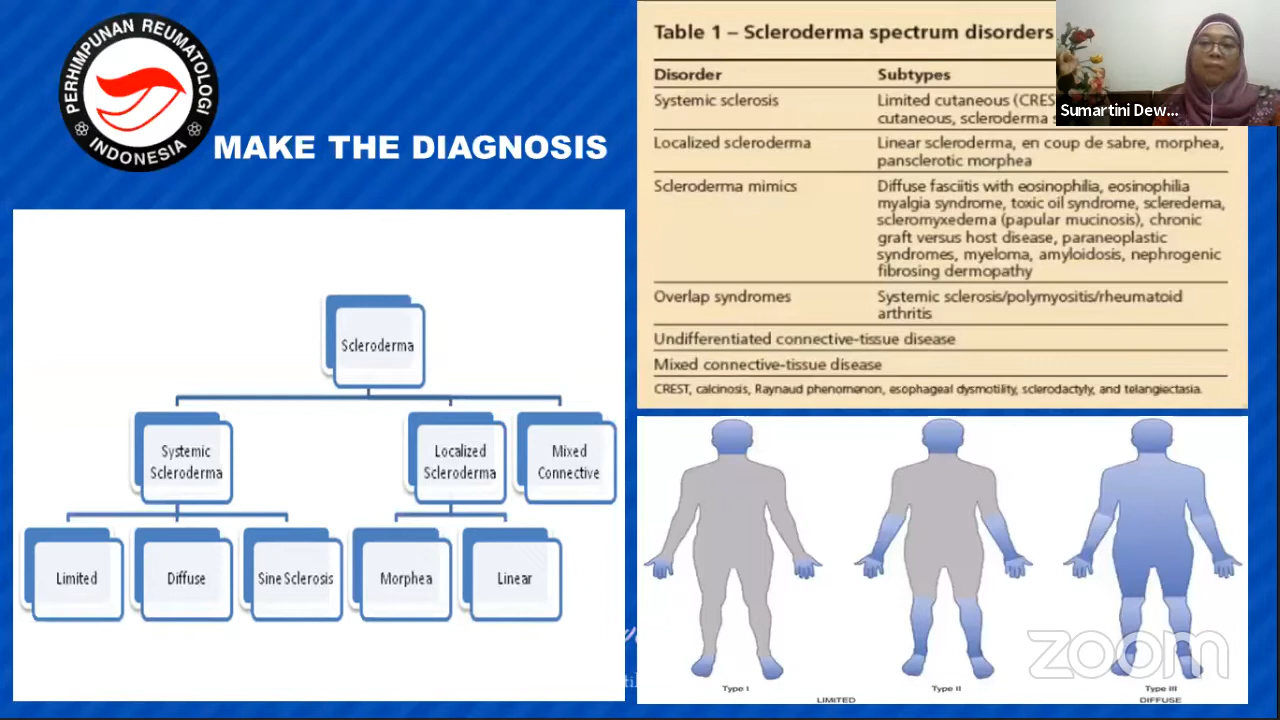 PERHIMPUNAN REUMATOLOGI
INDONESIA
MAKE THE DIAGNOSIS
Scleroderma
Systemic
Scleroderma
Localized
Scleroderma
Mixed
Connective
Limited
Diffuse
Sine Sclerosis
Morphea
Linear
Table 1 – Scleroderma spectrum disorders
Disorder Subtypes
Systemic sclerosis Limited cutaneous (CREST
cutaneous, scleroderma
Localized scleroderma Linear scleroderma, en coup de sabre, morphea,
pansclerotic morphea
Scleroderma mimics Diffuse fasciitis with eosinophilia, eosinophilia
myalgia syndrome, toxic oil syndrome, scleredema,
scleromyxedema (papular mucinosis), chronic
graft versus host disease, paraneoplastic
syndromes, myeloma, amyloidosis, nephrogenic
fibrosing dermopathy
Overlap syndromes Systemic sclerosis/polymyositis/rheumatoid
arthritis
Undifferentiated connective-tissue disease
Mixed connective-tissue disease
CREST, calcinosis, Raynaud phenomenon, esophageal dysmotility, sclerodactyly, and telangiectasia.
Sumartini Dew...
Type I
Type II
Type III
LIMITED
DIFFUSE
zoom